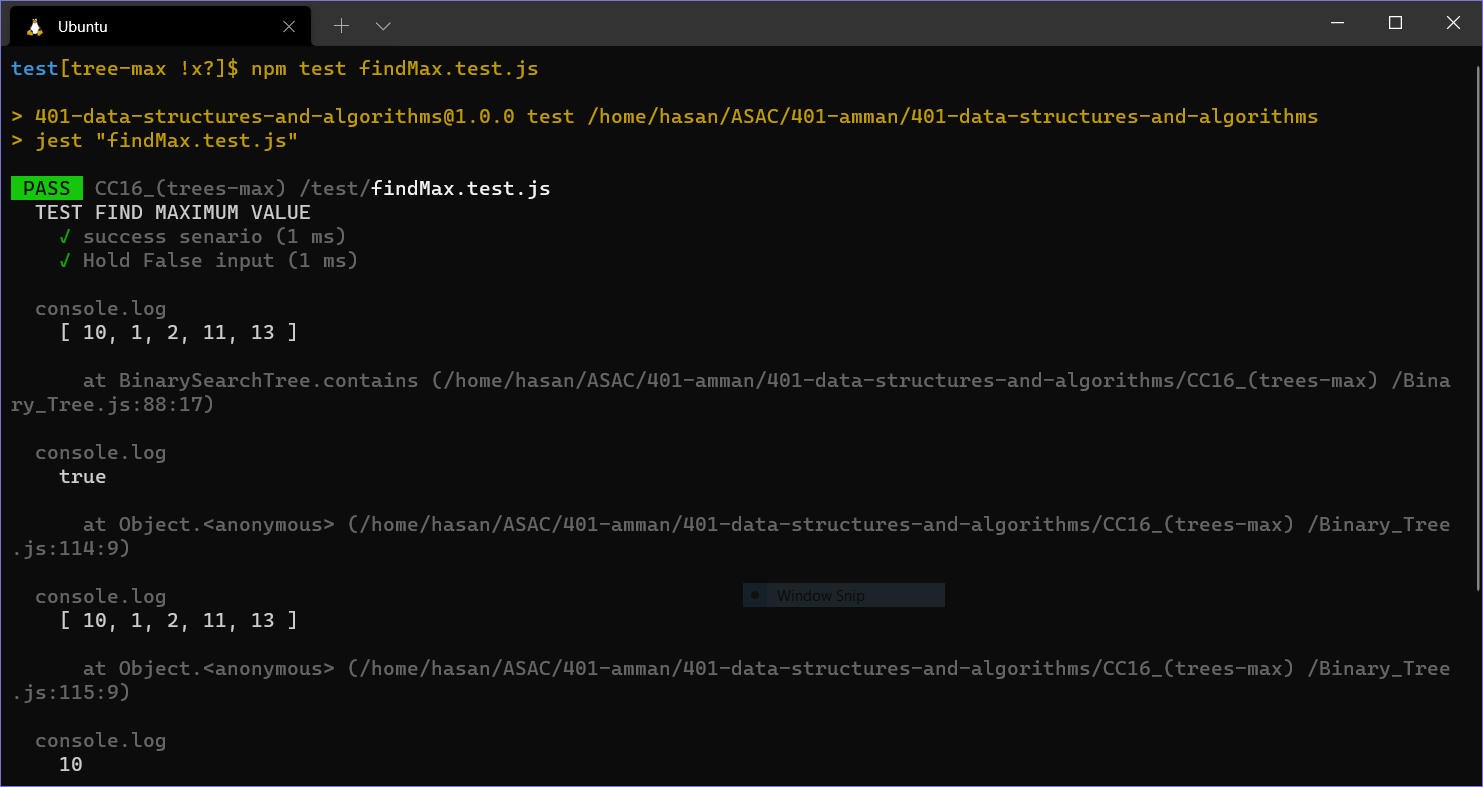 Ubuntu
test[tree-max !x?]$ npm test findMax.test.js
> 401-data-structures-and-algorithms@1.0.0 test /home/hasan/ASAC/401-amman/401-data-structures-and-algorithms
> jest "findMax.test.js"
PASS CC16_(trees-max) /test/findMax.test.js
TEST FIND MAXIMUM VALUE
√ success senario (1 ms)
√ Hold False input (1 ms)
console.log
[ 10, 1, 2, 11, 13 ]
at BinarySearchTree.contains (/home/hasan/ASAC/401-amman/401-data-structures-and-algorithms/CC16_(trees-max) /Bina
ry_Tree.js:88:17)
console.log
true
at Object.<anonymous> (/home/hasan/ASAC/401-amman/401-data-structures-and-algorithms/CC16_(trees-max) /Binary_Tree
.js:114:9)
console.log
Window Snip
[ 10, 1, 2, 11, 13 ]
at Object.<anonymous> (/home/hasan/ASAC/401-amman/401-data-structures-and-algorithms/CC16_(trees-max) /Binary_Tree
.js:115:9)
console.log
10